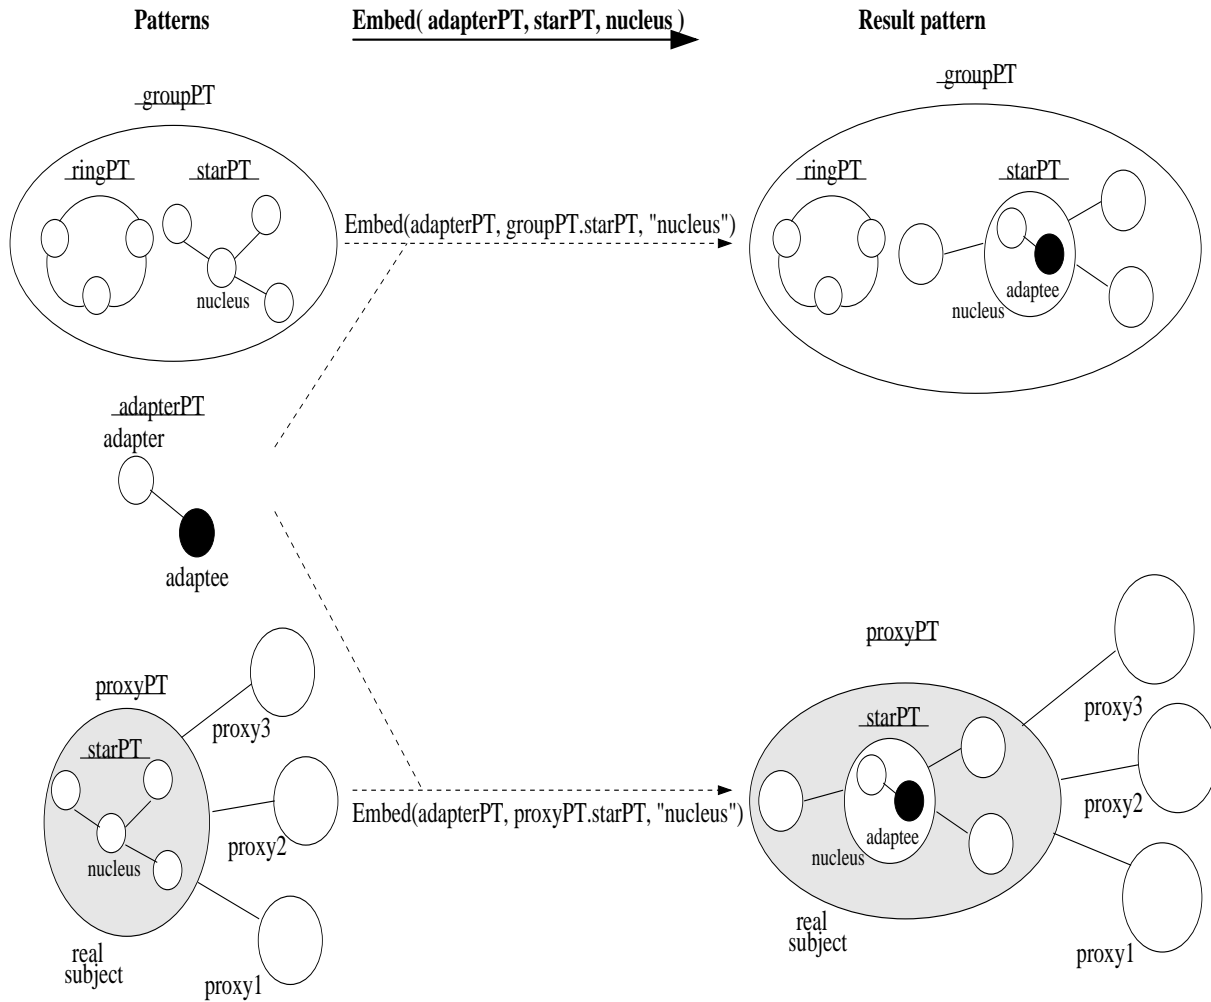 Patterns
Embed( adapterPT, starPT, nucleus )
Result pattern
groupPT
ringPT
starPT
nucleus
Embed(adapterPT, groupPT.starPT, "nucleus")
groupPT
ringPT
starPT
adaptee
nucleus
adapterPT
adapter
adaptee
proxyPT
starPT
nucleus
proxy3
proxy2
proxy1
real
subject
Embed(adapterPT, proxyPT.starPT, "nucleus")
proxyPT
starPT
adaptee
nucleus
proxy3
proxy2
proxy1
real
subject